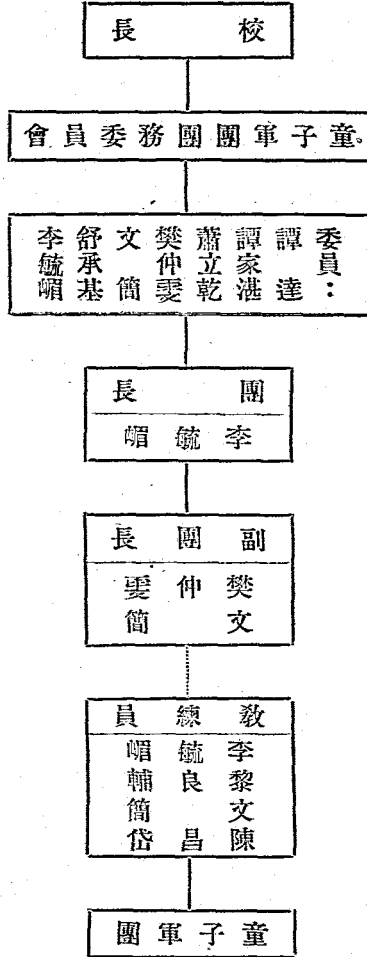 校長
童子軍團團務委員會
委員：
譚達
譚家湛
蕭立乾
樊仲雯
文簡
舒承基
李毓嵋
團長
李毓嵋
副團長
樊仲雯
文簡
教練員
李毓嵋
黎良輔
文簡
陳昌岱
童子軍團